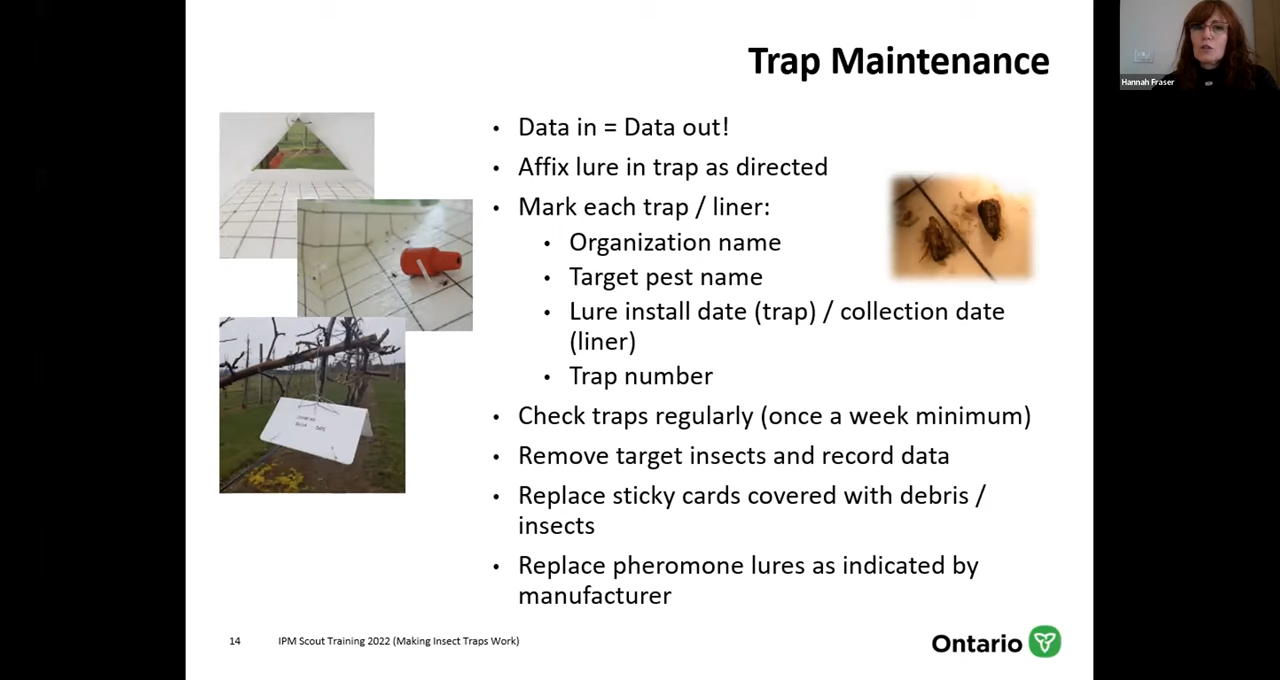 Trap Maintenance
Hannah Fraser
• Data in = Data out!
• Affix lure in trap as directed
• Mark each trap / liner:
• Organization name
• Target pest name
• Lure install date (trap) / collection date
(liner)
• Trap number
• Check traps regularly (once a week minimum)
• Remove target insects and record data
• Replace sticky cards covered with debris /
insects
• Replace pheromone lures as indicated by
manufacturer
14
IPM Scout Training 2022 (Making Insect Traps Work)
Ontario